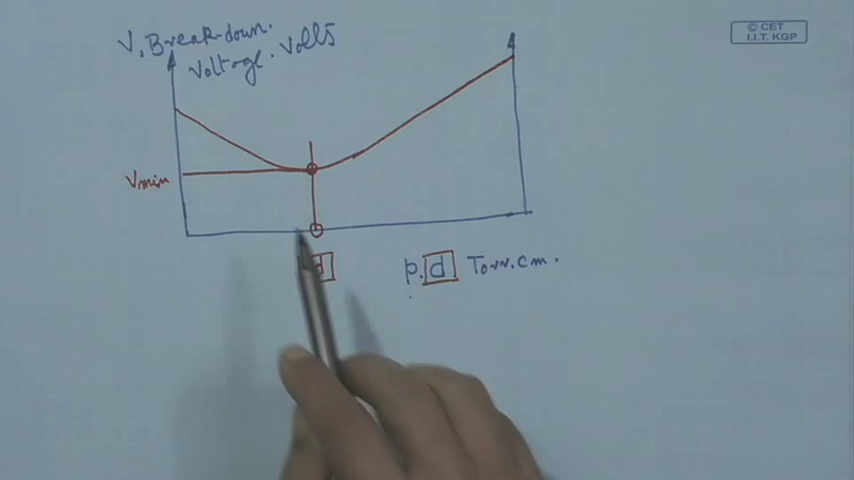 V, Break-down.
Voltage. Volts
© CET
I.I.T. KGP
Vmin
d
p. d Torr. cm.